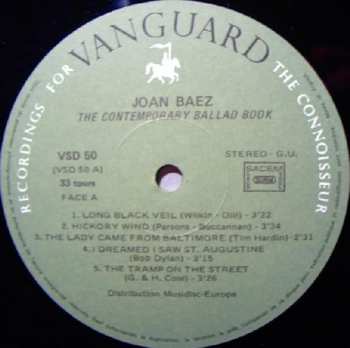 RECORDINGS FOR VANGUARD THE CONNOISSEUR
JOAN BAEZ
THE CONTEMPORARY BALLAD BOOK
VSD 50
(VSD 50 A)
33 tours
FACE A
STEREO - G.U.
SACEM
1. LONG BLACK VEIL (Wilkin - Dill) - 3'22
2. HICKORY WIND (Parsons - Buccannan) - 3'34
3. THE LADY CAME FROM BALTIMORE (Tim Hardin) - 2'31
4. I DREAMED I SAW ST. AUGUSTINE
(Bob Dylan) - 3'15
5. THE TRAMP ON THE STREET
(G. & H. Cole) - 3'26
Distribution Musidisc-Europe